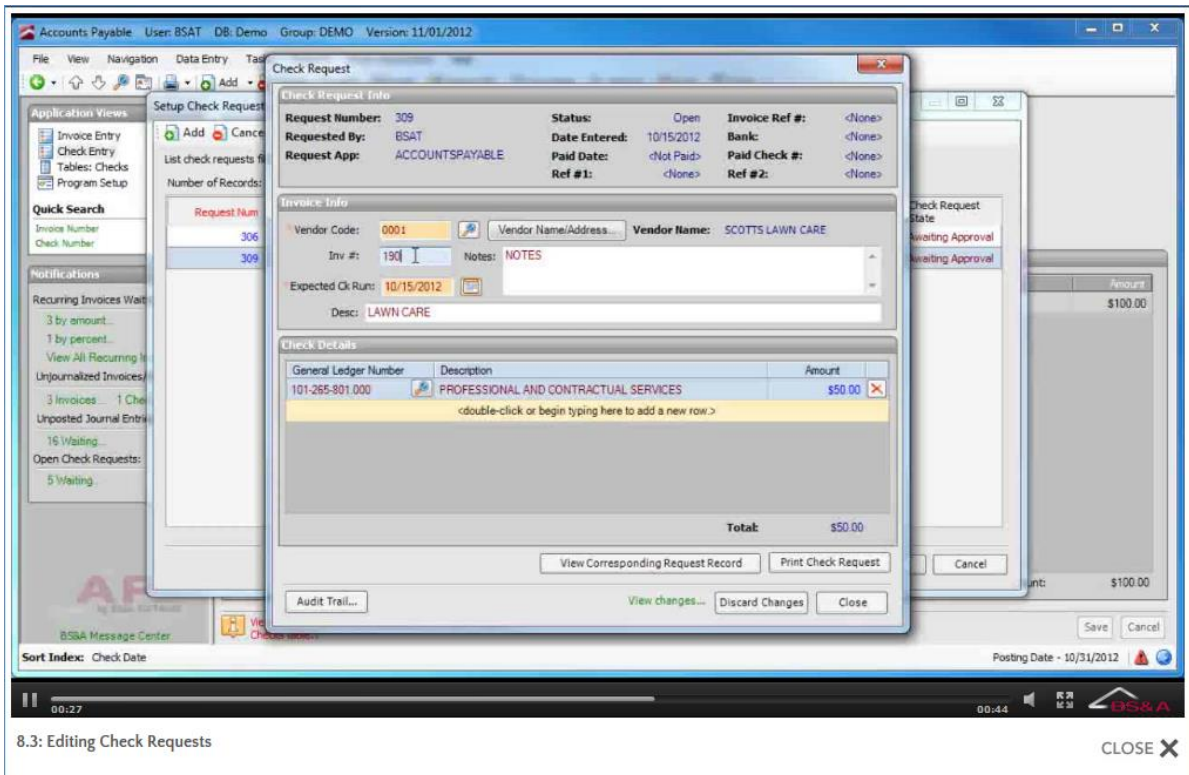 Accounts Payable User: BSAT DB: Demo Group: DEMO Version: 11/01/2012
File View Navigation Data Entry
Add
Application Views
Invoice Entry
Check Entry
Tables: Checks
Program Setup
Quick Search
Invoice Number
Check Number
Notifications
Recurring Invoices
3 by amount...
1 by percent...
View All Recurring
Unjournalized Invoices/
3 Invoices... 1
Unposted Journal
16 Waiting...
Open Check Requests:
5 Waiting...
by
BS&A Message Center
Setup Check Request
Add
List check requests
Number of Records:
Request Num
306
309
Check Request
State
Awaiting Approval
Awaiting Approval
Cancel
Check Request
Check Request Info
Request Number: 309 Status: Open Invoice Ref #: <None>
Requested By: BSAT Date Entered: 10/15/2012 Bank: <None>
Request App: ACCOUNTSPAYABLE Paid Date: <Not Paid> Paid Check #: <None>
Ref #1: <None> Ref #2: <None>
Invoice Info
*Vendor Code: 0001 Vendor Name/Address... Vendor Name: SCOTTS LAWN CARE
Inv #: 190 Notes: NOTES
*Expected Ck Run: 10/15/2012
Desc: LAWN CARE
Check Details
General Ledger Number Description Amount
101-265-801.000 PROFESSIONAL AND CONTRACTUAL SERVICES $50.00
<double-click or begin typing here to add a new row.>
Total: $50.00
View Corresponding Request Record Print Check Request
Audit Trail... View changes... Discard Changes Close
Amount
$100.00
$100.00
Save Cancel
Sort Index: Check Date Posting Date - 10/31/2012
00:27 00:44 BS&A
8.3: Editing Check Requests CLOSE